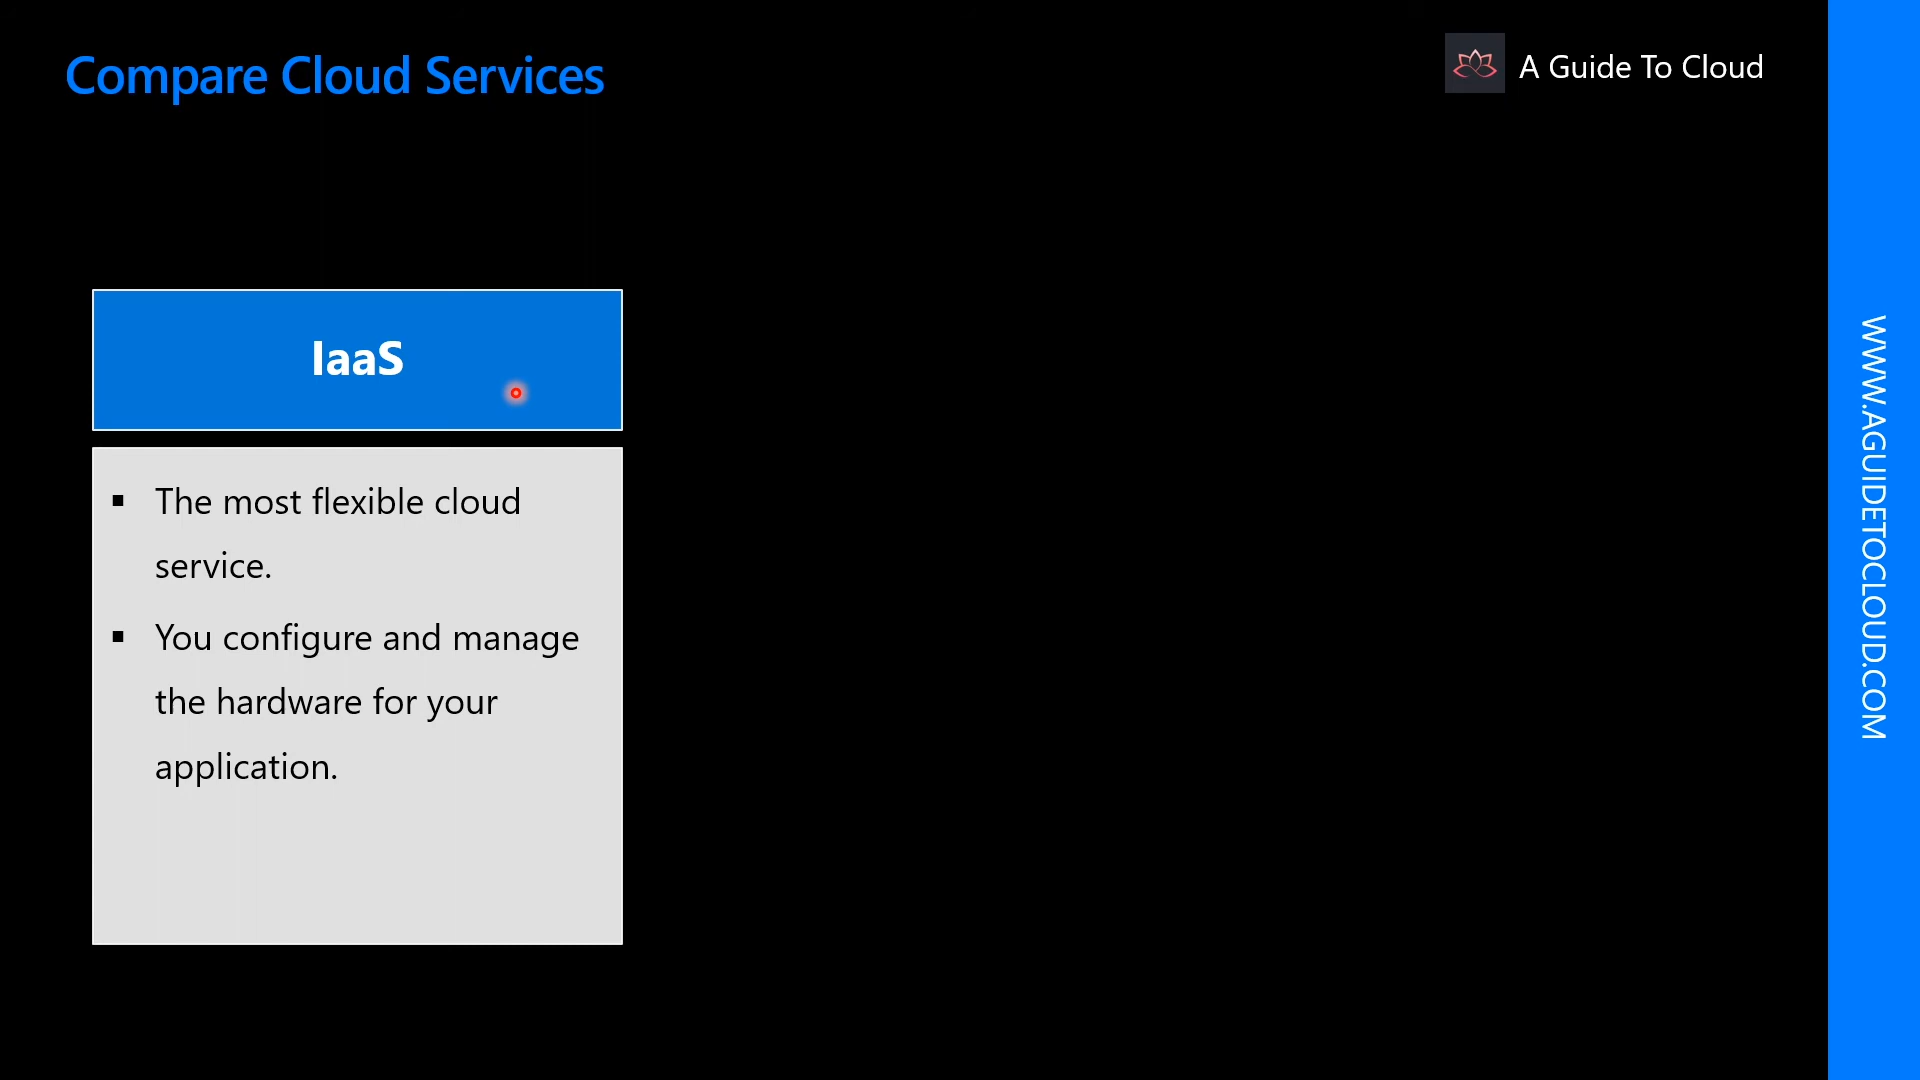 Compare Cloud Services
A Guide To Cloud
IaaS
▪ The most flexible cloud
service.
▪ You configure and manage
the hardware for your
application.
WWW.AGUIDETOCLOUD.COM